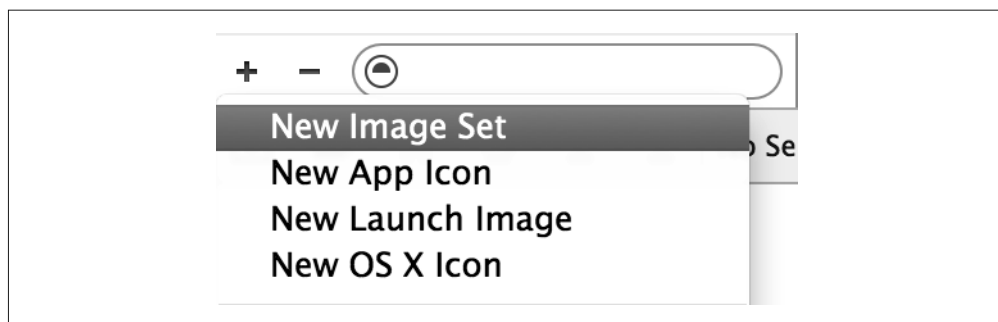 New Image Set
New App Icon
New Launch Image
New OS X Icon